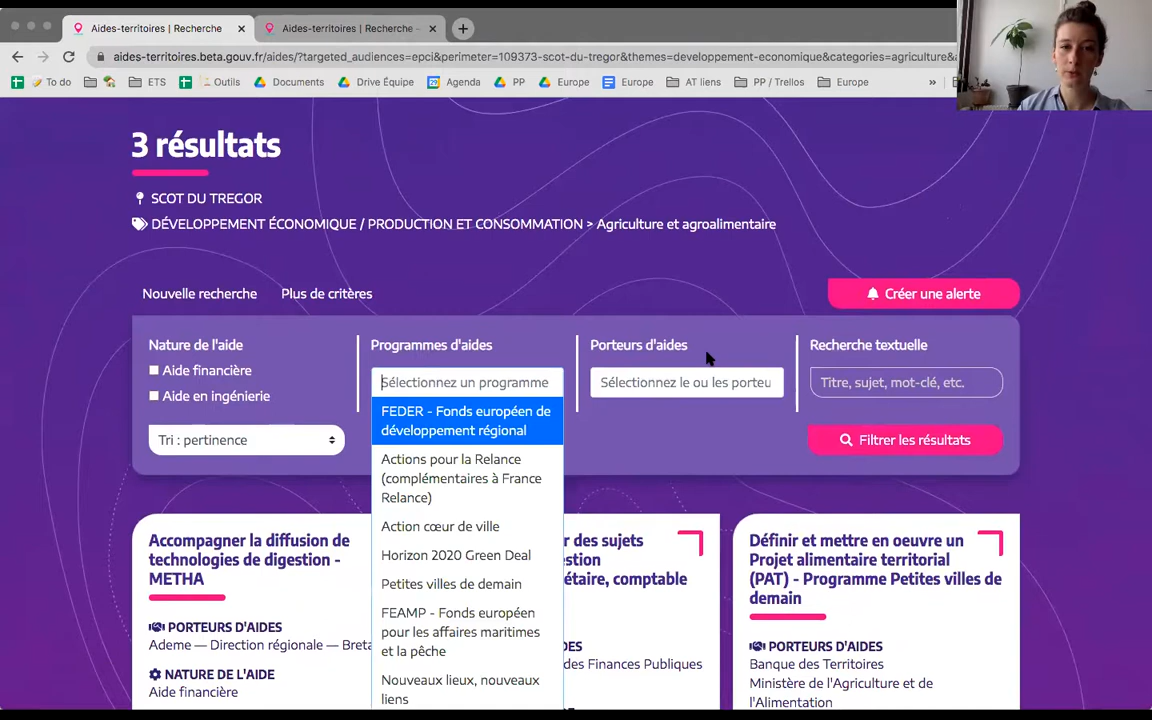 Aides-territoires | Recherche
Aides-territoires | Recherche -
aides-territoires.beta.gouv.fr/aides/?targeted_audiences=epci&perimeter=109373-scot-du-tregor&themes=developpement-economique&categories=agriculture&
To do
ETS
Outils
Documents
Drive Équipe
Agenda
PP
Europe
Europe
AT liens
PP / Trellos
Europe
»
3 résultats
SCOT DU TREGOR
DÉVELOPPEMENT ÉCONOMIQUE / PRODUCTION ET CONSOMMATION > Agriculture et agroalimentaire
Nouvelle recherche
Plus de critères
Créer une alerte
Nature de l'aide
Aide financière
Aide en ingénierie
Tri : pertinence
Programmes d'aides
Sélectionnez un programme
FEDER - Fonds européen de
développement régional
Actions pour la Relance
(complémentaires à France
Relance)
Action cœur de ville
Horizon 2020 Green Deal
Petites villes de demain
FEAMP - Fonds européen
pour les affaires maritimes
et la pêche
Nouveaux lieux, nouveaux
liens
Porteurs d'aides
Sélectionnez le ou les porteu
Recherche textuelle
Titre, sujet, mot-clé, etc.
Filtrer les résultats
Accompagner la diffusion de
technologies de digestion -
METHA
PORTEURS D'AIDES
Ademe — Direction régionale — Breta
NATURE DE L'AIDE
Aide financière
r des sujets
estion
étaire, comptable
des Finances Publiques
Définir et mettre en oeuvre un
Projet alimentaire territorial
(PAT) - Programme Petites villes de
demain
PORTEURS D'AIDES
Banque des Territoires
Ministère de l'Agriculture et de
l'Alimentation